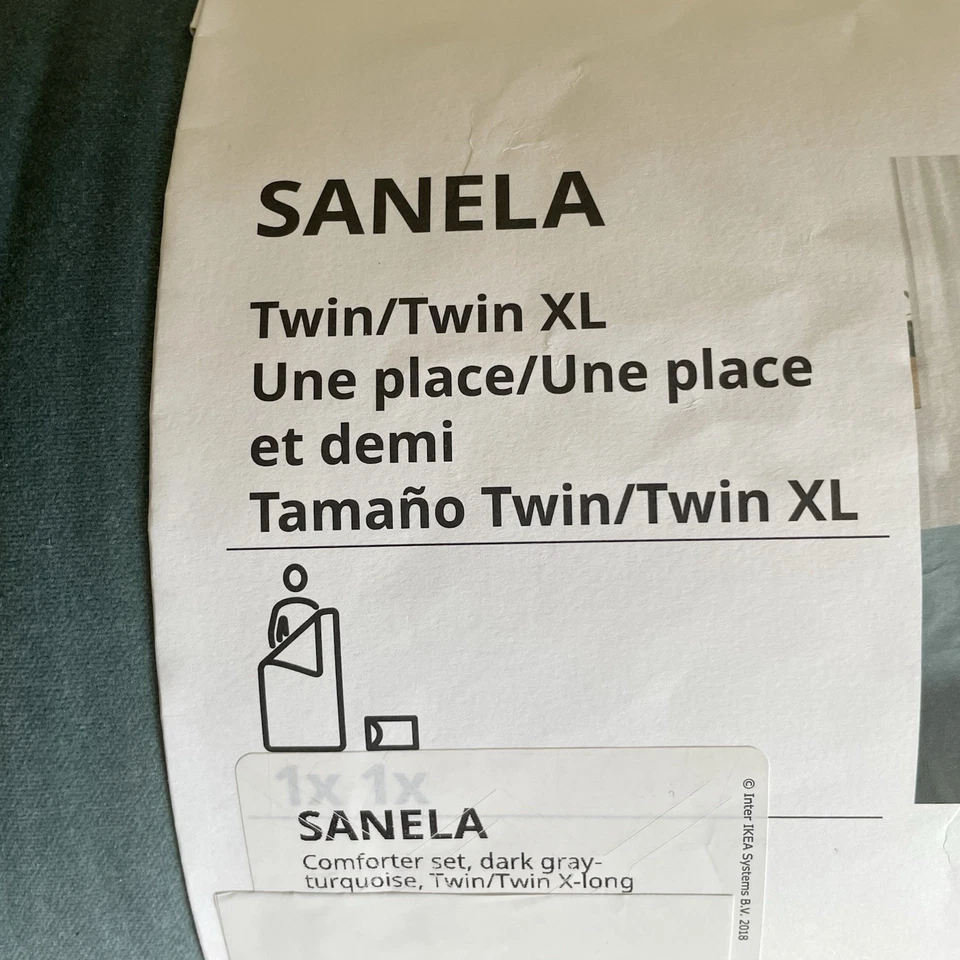 SANELA
Twin/Twin XL
Une place/Une place
et demi
Tamaño Twin/Twin XL
1x 1x
SANELA
Comforter set, dark gray-
turquoise, Twin/Twin X-long
© Inter IKEA Systems B.V. 2018